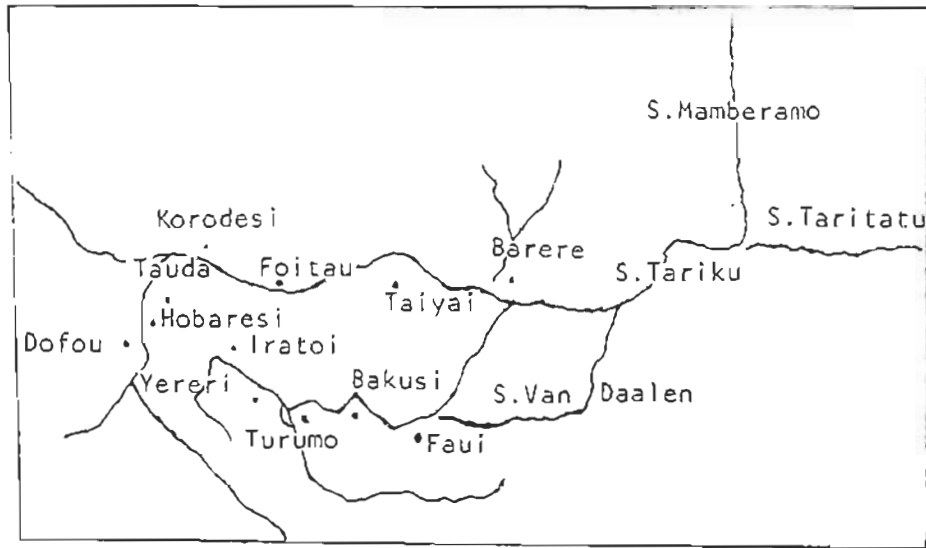 S.Mamberamo
Korodesi
S.Taritatu
Tauda
Foitau
Barere
S.Tariku
Taiyai
Hobaresi
Dofou
Iratoi
Yereri
Bakusi
S.Van Daalen
Turumo
Faui